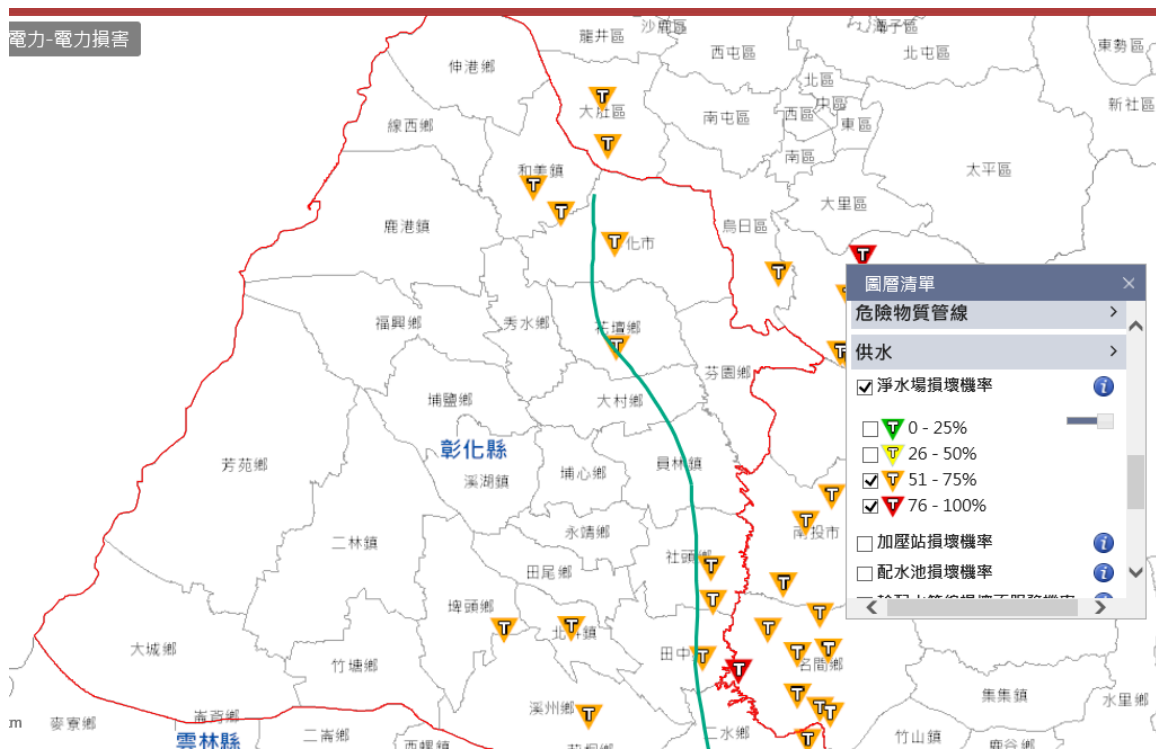 電力-電力損害
龍井區
沙鹿區
潭子區
西屯區
北屯區
東勢區
伸港鄉
北區
新社區
大肚區
南屯區
西區
中區
東區
線西鄉
南區
和美鎮
太平區
大里區
鹿港鎮
烏日區
化市
福興鄉
秀水鄉
花壇鄉
芬園鄉
埔鹽鄉
大村鄉
彰化縣
芳苑鄉
溪湖鎮
埔心鄉
員林鎮
永靖鄉
南投市
二林鎮
社頭鄉
田尾鄉
埤頭鄉
北斗鎮
大城鄉
竹塘鄉
田中
名間鄉
集集鎮
水里鄉
溪州鄉
m
麥寮鄉
崙背鄉
二崙鄉
西螺鎮
莿桐鄉
二水鄉
竹山鎮
鹿谷鄉
雲林縣
圖層清單 ×
危險物質管線 >
供水 >
淨水場損壞機率
0 - 25%
26 - 50%
51 - 75%
76 - 100%
加壓站損壞機率
配水池損壞機率